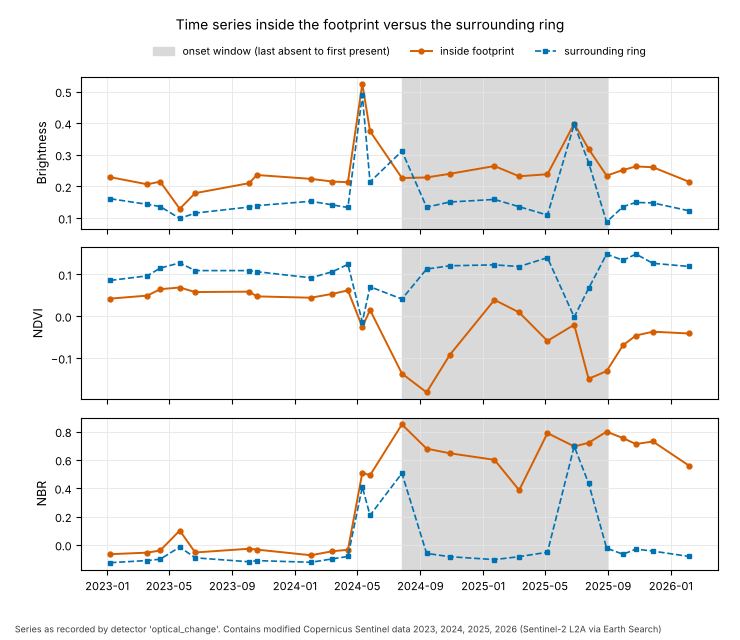 Time series inside the footprint versus the surrounding ring
onset window (last absent to first present) inside footprint surrounding ring
Brightness
0.5
0.4
0.3
0.2
0.1
NDVI
0.1
0.0
−0.1
NBR
0.8
0.6
0.4
0.2
0.0
2023−01 2023−05 2023−09 2024−01 2024−05 2024−09 2025−01 2025−05 2025−09 2026−01
Series as recorded by detector 'optical_change'. Contains modified Copernicus Sentinel data 2023, 2024, 2025, 2026 (Sentinel-2 L2A via Earth Search)